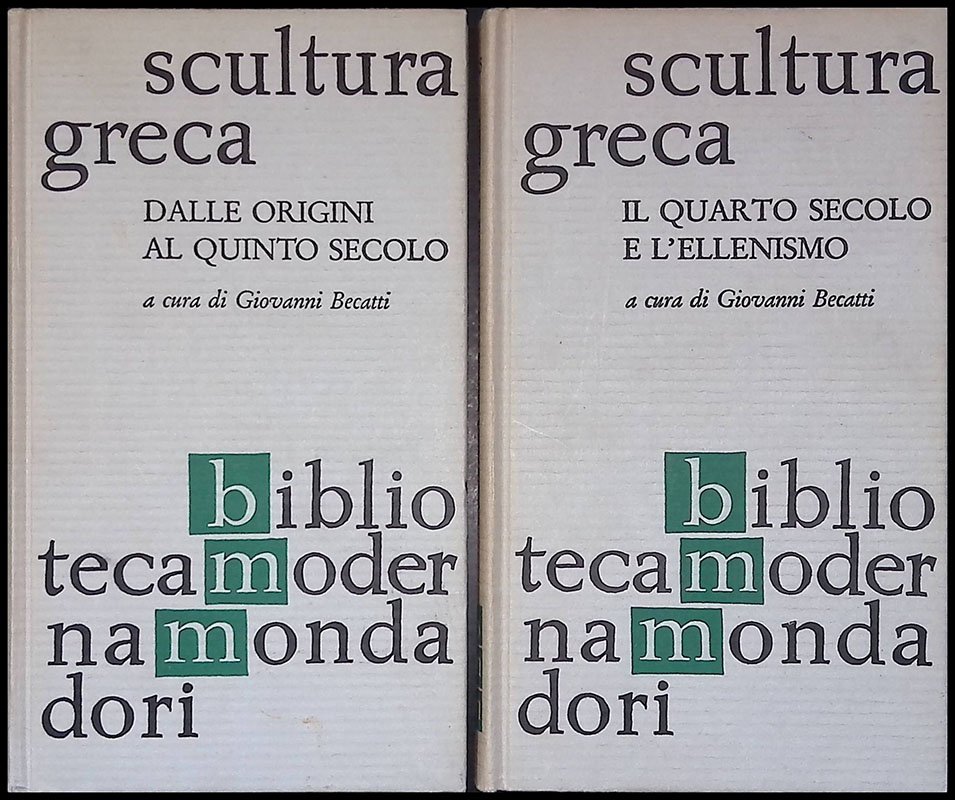 scultura
greca
DALLE ORIGINI
AL QUINTO SECOLO
a cura di Giovanni Becatti
biblio
tecamoder
namonda
dori
scultura
greca
IL QUARTO SECOLO
E L'ELLENISMO
a cura di Giovanni Becatti
biblio
tecamoder
namonda
dori